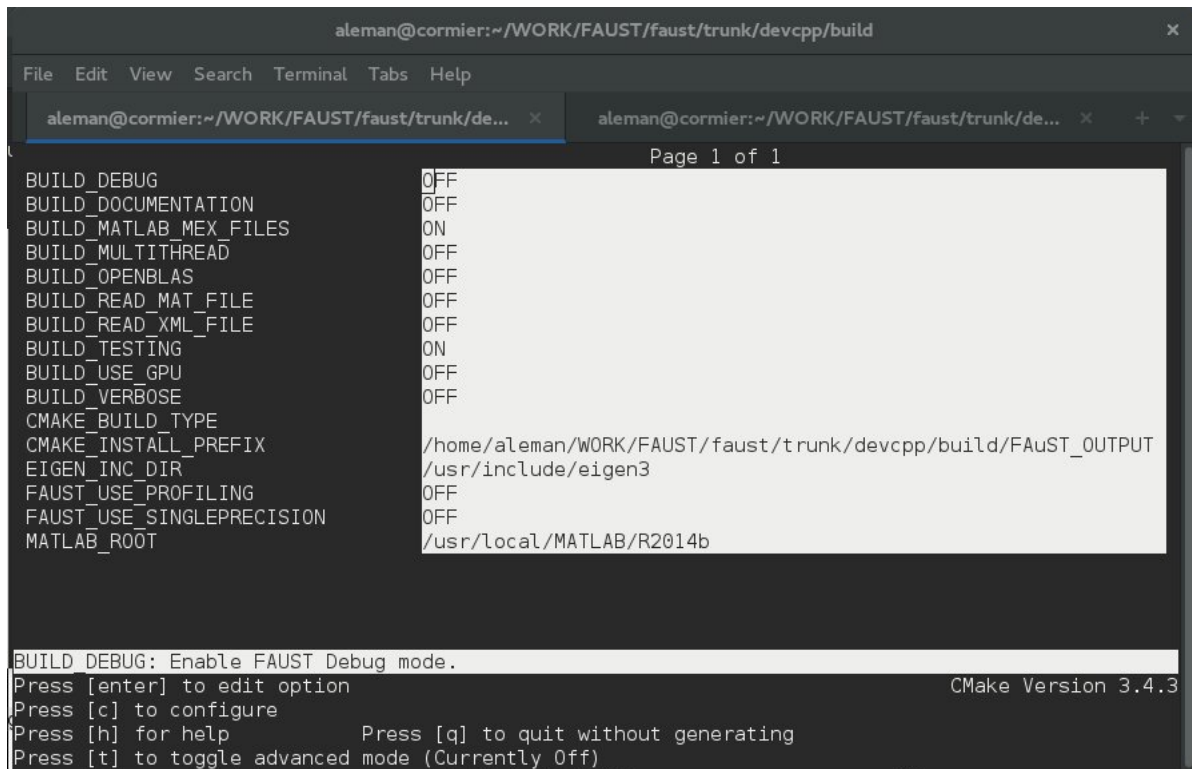 aleman@cormier:~/WORK/FAUST/faust/trunk/devcpp/build ×
File Edit View Search Terminal Tabs Help
aleman@cormier:~/WORK/FAUST/faust/trunk/de... × aleman@cormier:~/WORK/FAUST/faust/trunk/de... × +
Page 1 of 1
BUILD_DEBUG OFF
BUILD_DOCUMENTATION OFF
BUILD_MATLAB_MEX_FILES ON
BUILD_MULTITHREAD OFF
BUILD_OPENBLAS OFF
BUILD_READ_MAT_FILE OFF
BUILD_READ_XML_FILE OFF
BUILD_TESTING ON
BUILD_USE_GPU OFF
BUILD_VERBOSE OFF
CMAKE_BUILD_TYPE
CMAKE_INSTALL_PREFIX /home/aleman/WORK/FAUST/faust/trunk/devcpp/build/FAuST_OUTPUT
EIGEN_INC_DIR /usr/include/eigen3
FAUST_USE_PROFILING OFF
FAUST_USE_SINGLEPRECISION OFF
MATLAB_ROOT /usr/local/MATLAB/R2014b
BUILD_DEBUG: Enable FAUST Debug mode.
Press [enter] to edit option CMake Version 3.4.3
Press [c] to configure
Press [h] for help Press [q] to quit without generating
Press [t] to toggle advanced mode (Currently Off)